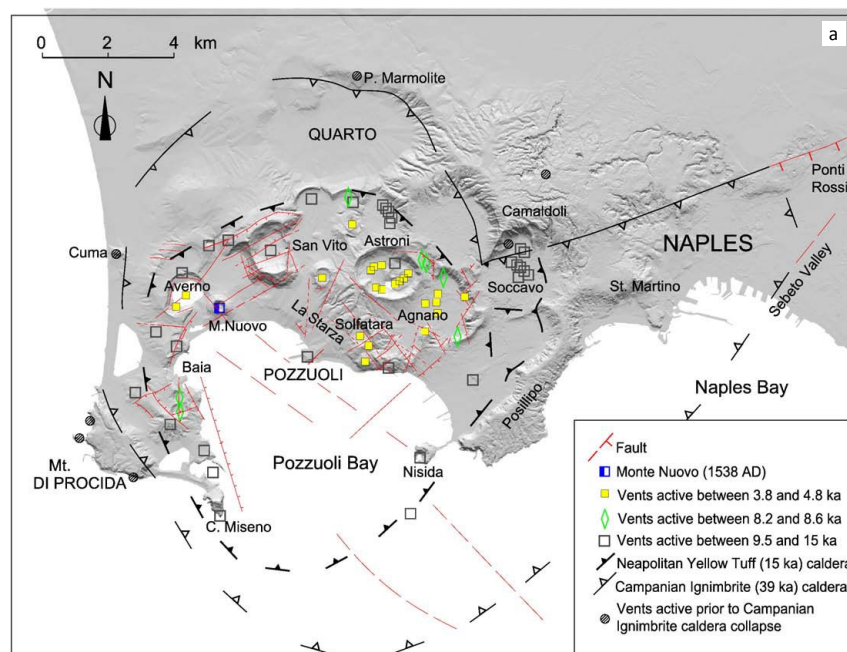 a
0 2 4 km
N
P. Marmolite
QUARTO
Ponti
Rossi
Camaldoli
NAPLES
Cuma
San Vito
Astroni
Averno
Soccavo
St. Martino
Sebeto Valley
M.Nuovo
La Starza
Agnano
Solfatara
Baia
POZZUOLI
Posillipo
Naples Bay
Pozzuoli Bay
Nisida
Mt.
DI PROCIDA
C. Miseno
Fault
Monte Nuovo (1538 AD)
Vents active between 3.8 and 4.8 ka
Vents active between 8.2 and 8.6 ka
Vents active between 9.5 and 15 ka
Neapolitan Yellow Tuff (15 ka) caldera
Campanian Ignimbrite (39 ka) caldera
Vents active prior to Campanian
Ignimbrite caldera collapse